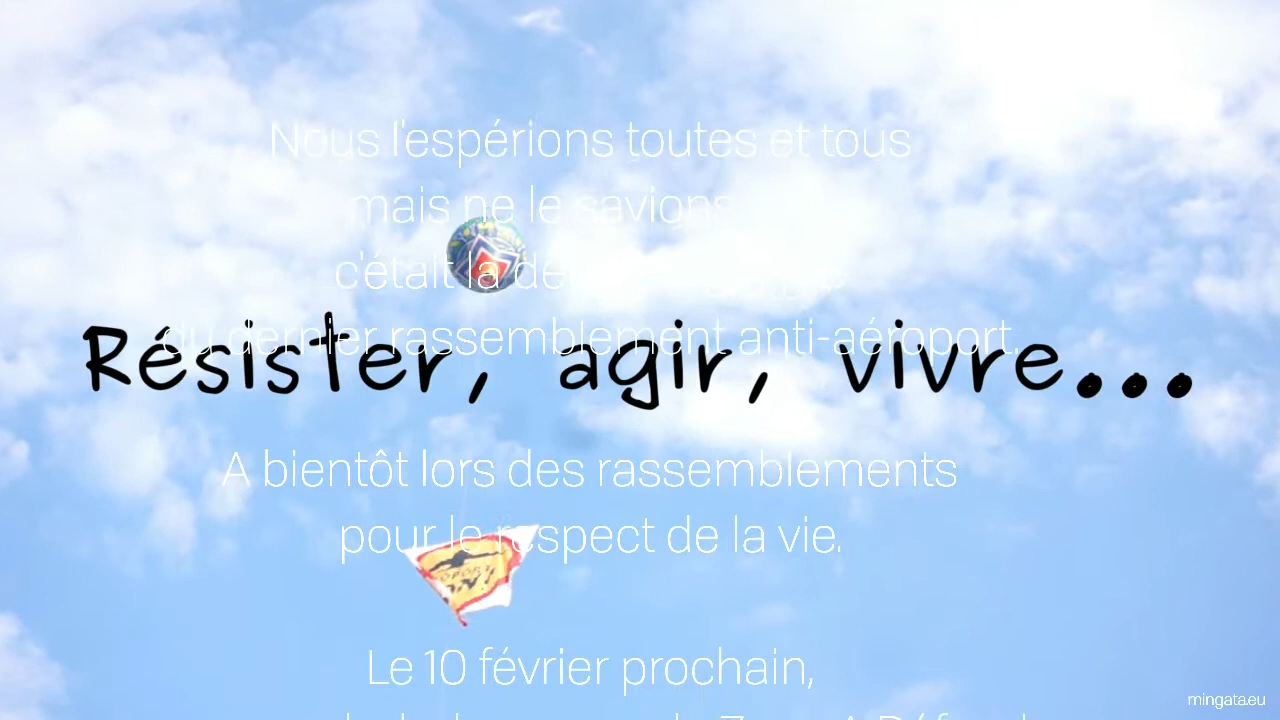 Nous l'espérions toutes et tous
mais ne le savions
c'était la
du dernier rassemblement anti-aéroport.
Résister, agir, vivre...
A bientôt lors des rassemblements
pour le respect de la vie.
Le 10 février prochain,
mingata.eu